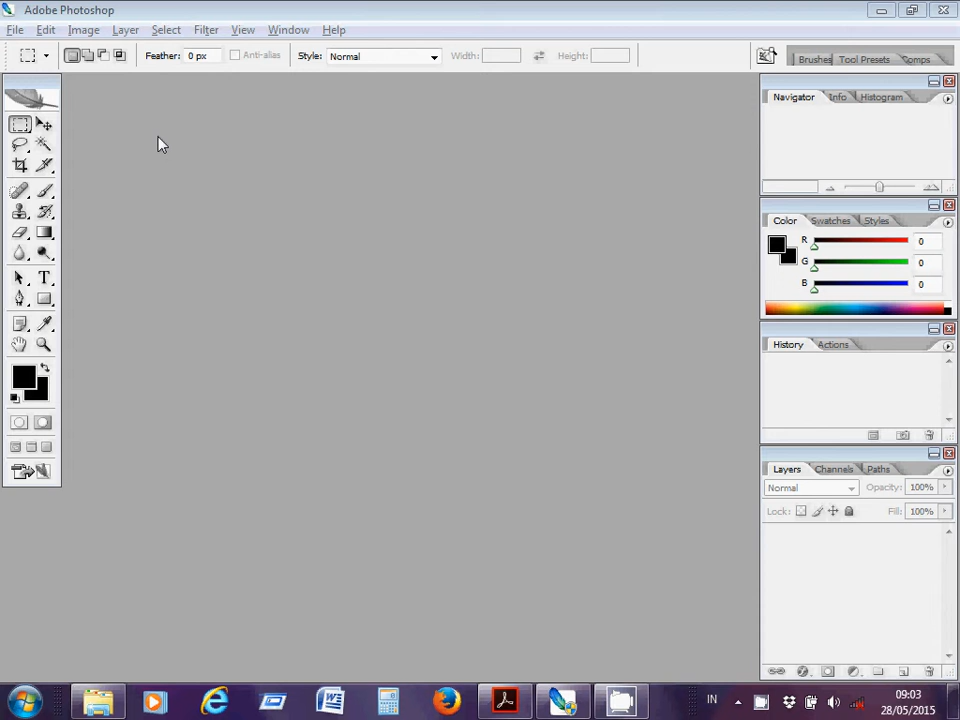 Adobe Photoshop
File Edit Image Layer Select Filter View Window Help
Feather: 0 px Anti-alias Style: Normal Width: Height: Brushes Tool Presets Comps
Navigator Info Histogram
Color Swatches Styles
R 0
G 0
B 0
T
History Actions
Layers Channels Paths
Normal Opacity: 100%
Lock: Fill: 100%
IN
09:03
28/05/2015